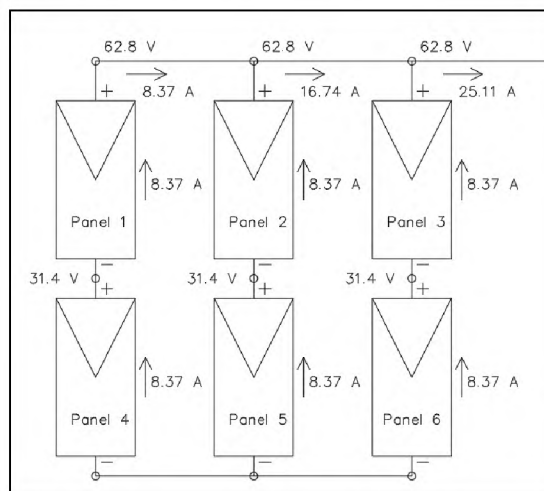 62.8 V 62.8 V 62.8 V
+ + +
8.37 A 16.74 A 25.11 A
8.37 A 8.37 A 8.37 A
Panel 1 Panel 2 Panel 3
− − −
31.4 V 31.4 V 31.4 V
+ + +
8.37 A 8.37 A 8.37 A
Panel 4 Panel 5 Panel 6
− − −